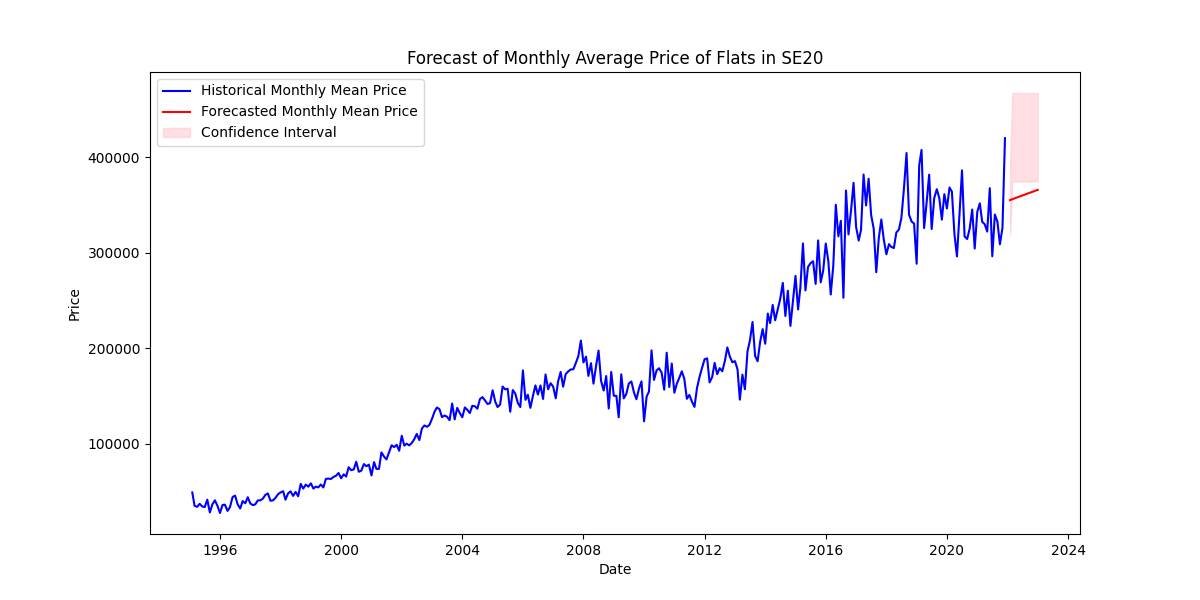 Forecast of Monthly Average Price of Flats in SE20
Historical Monthly Mean Price
Forecasted Monthly Mean Price
Confidence Interval
400000
300000
200000
100000
Price
1996 2000 2004 2008 2012 2016 2020 2024
Date